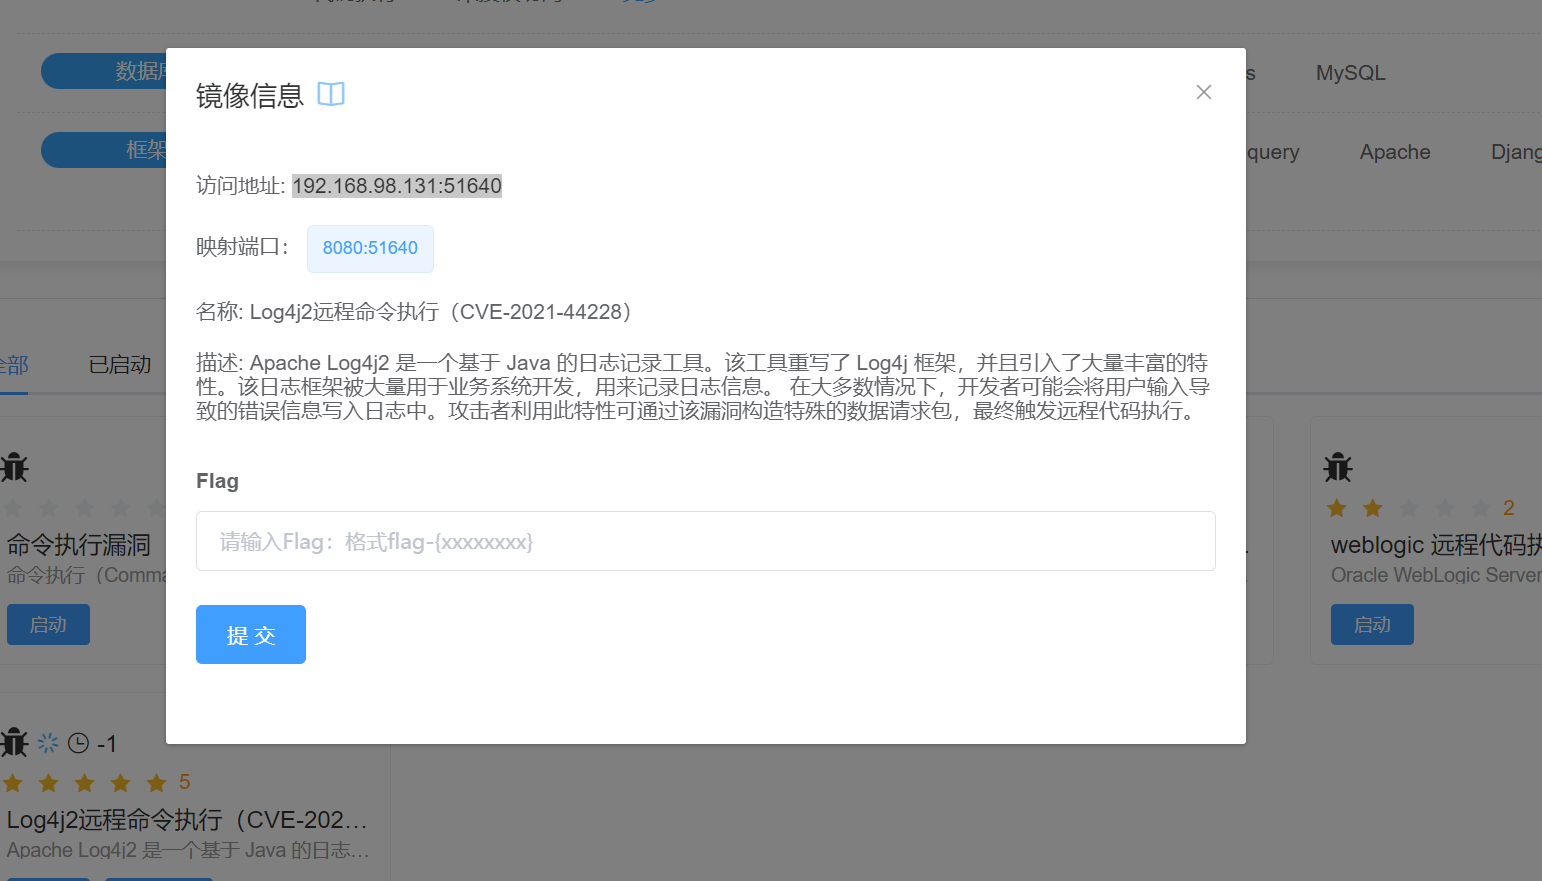 数据库
s
MySQL
框架
query
Apache
Djang
镜像信息
访问地址: 192.168.98.131:51640
映射端口：
8080:51640
名称: Log4j2远程命令执行（CVE-2021-44228）
描述: Apache Log4j2 是一个基于 Java 的日志记录工具。该工具重写了 Log4j 框架，并且引入了大量丰富的特
性。该日志框架被大量用于业务系统开发，用来记录日志信息。 在大多数情况下，开发者可能会将用户输入导
致的错误信息写入日志中。攻击者利用此特性可通过该漏洞构造特殊的数据请求包，最终触发远程代码执行。
Flag
请输入Flag：格式flag-{xxxxxxxx}
提 交
全部
已启动
命令执行漏洞
命令执行（Comma
启动
2
weblogic 远程代码执
Oracle WebLogic Server
启动
-1
5
Log4j2远程命令执行（CVE-202...
Apache Log4j2 是一个基于 Java 的日志...